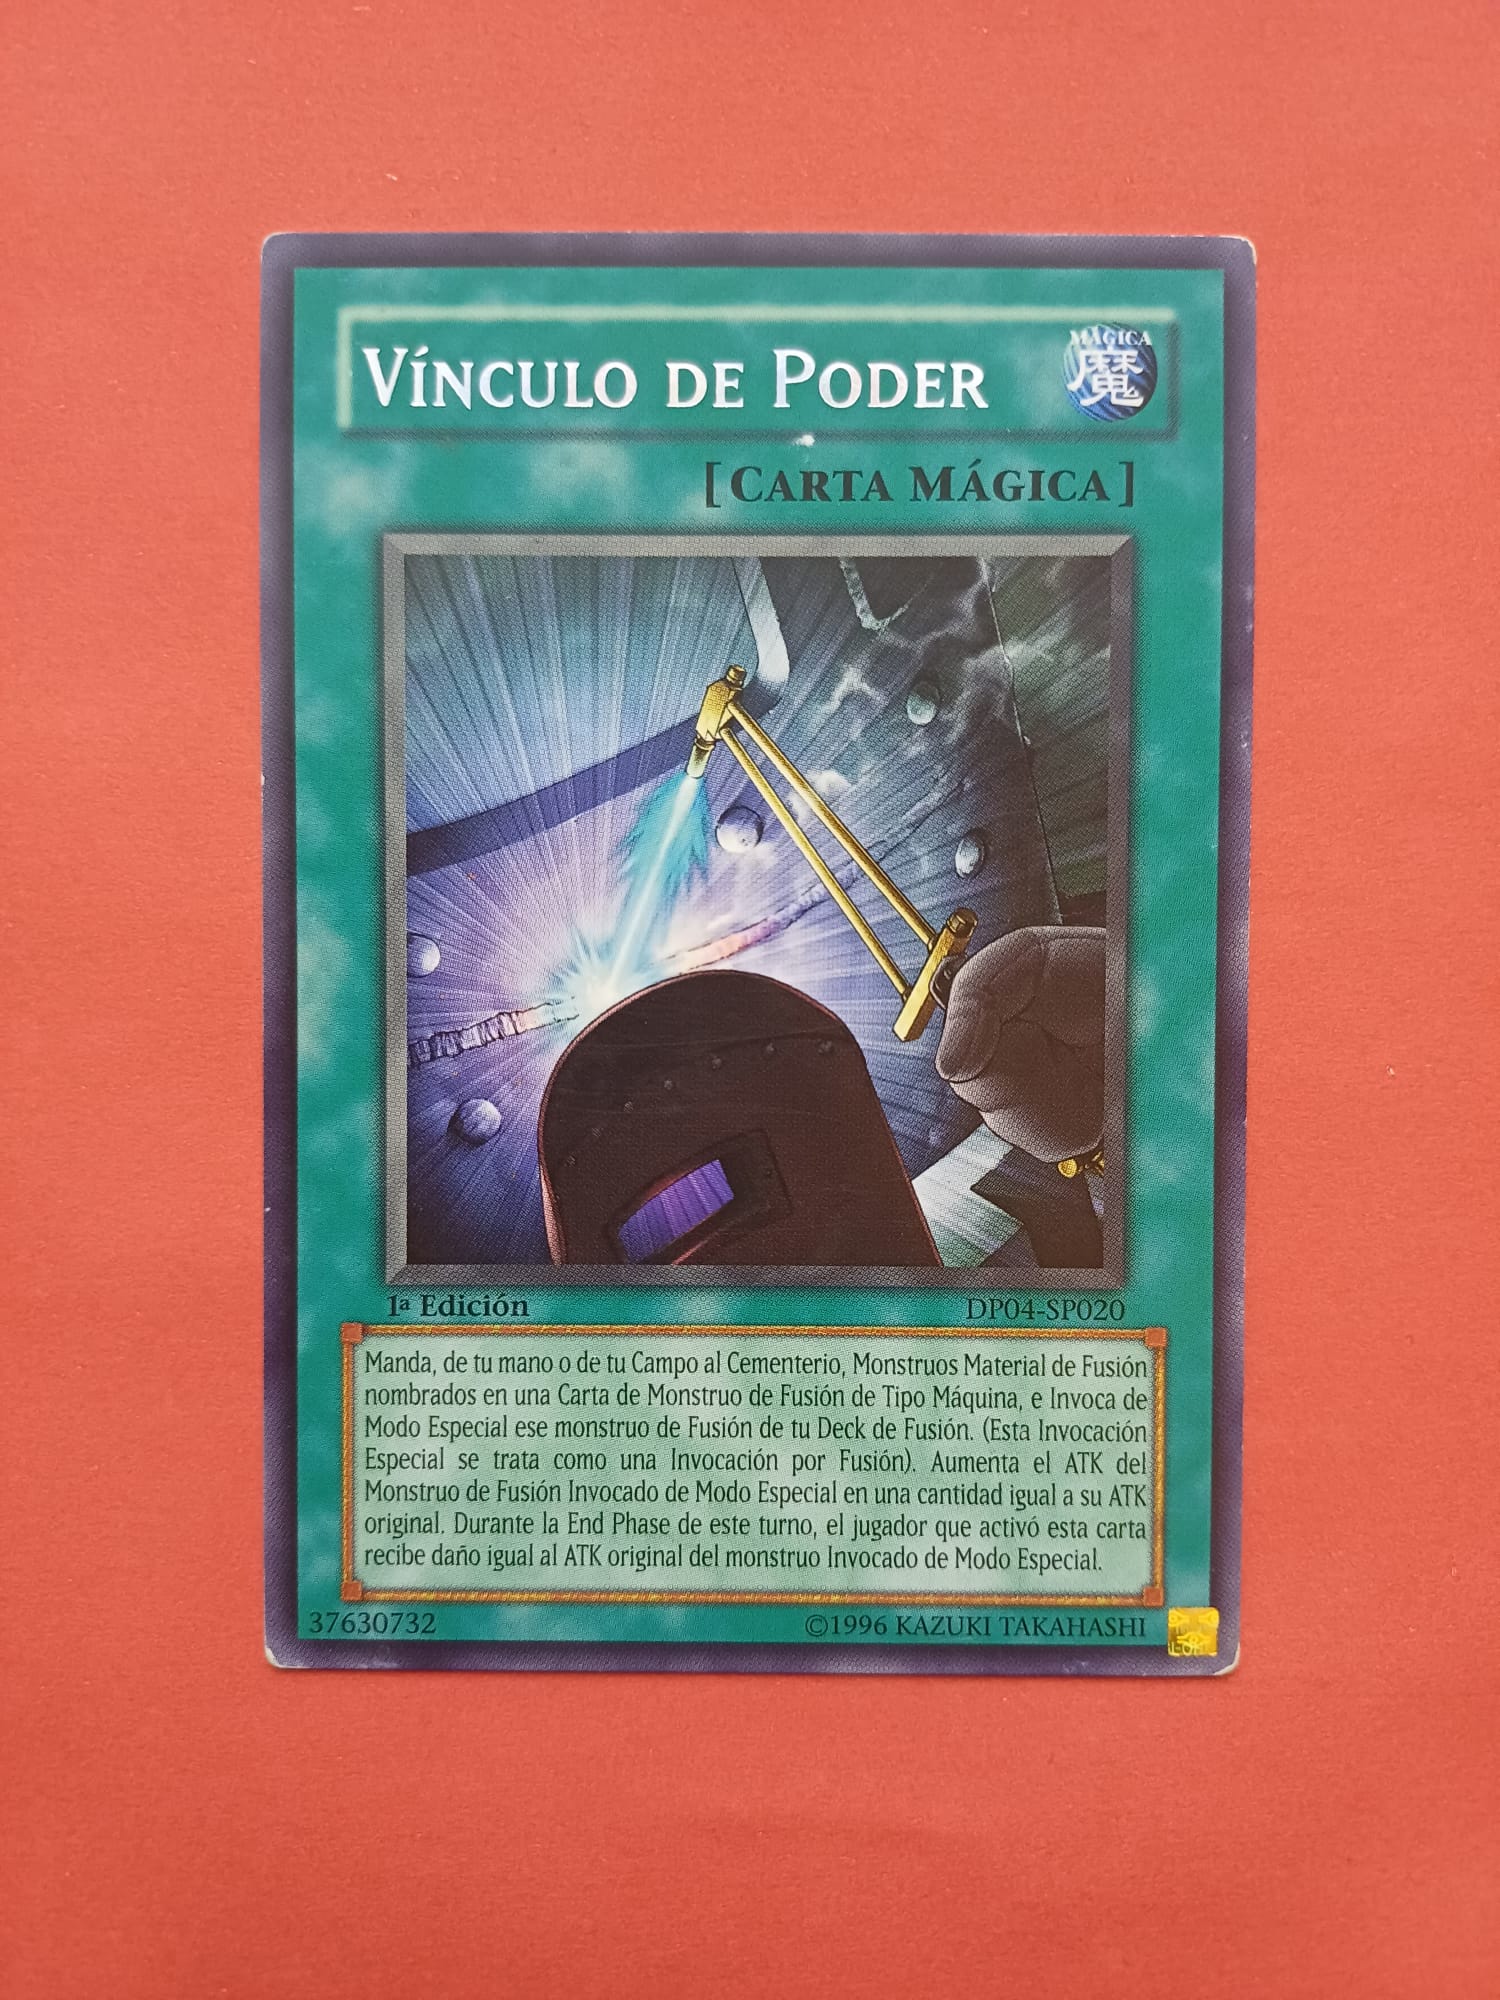 VÍNCULO DE PODER
MÁGICA
魔
[CARTA MÁGICA]
1ª Edición
DP04-SP020
Manda, de tu mano o de tu Campo al Cementerio, Monstruos Material de Fusión
nombrados en una Carta de Monstruo de Fusión de Tipo Máquina, e Invoca de
Modo Especial ese monstruo de Fusión de tu Deck de Fusión. (Esta Invocación
Especial se trata como una Invocación por Fusión). Aumenta el ATK del
Monstruo de Fusión Invocado de Modo Especial en una cantidad igual a su ATK
original. Durante la End Phase de este turno, el jugador que activó esta carta
recibe daño igual al ATK original del monstruo Invocado de Modo Especial.
37630732
©1996 KAZUKI TAKAHASHI